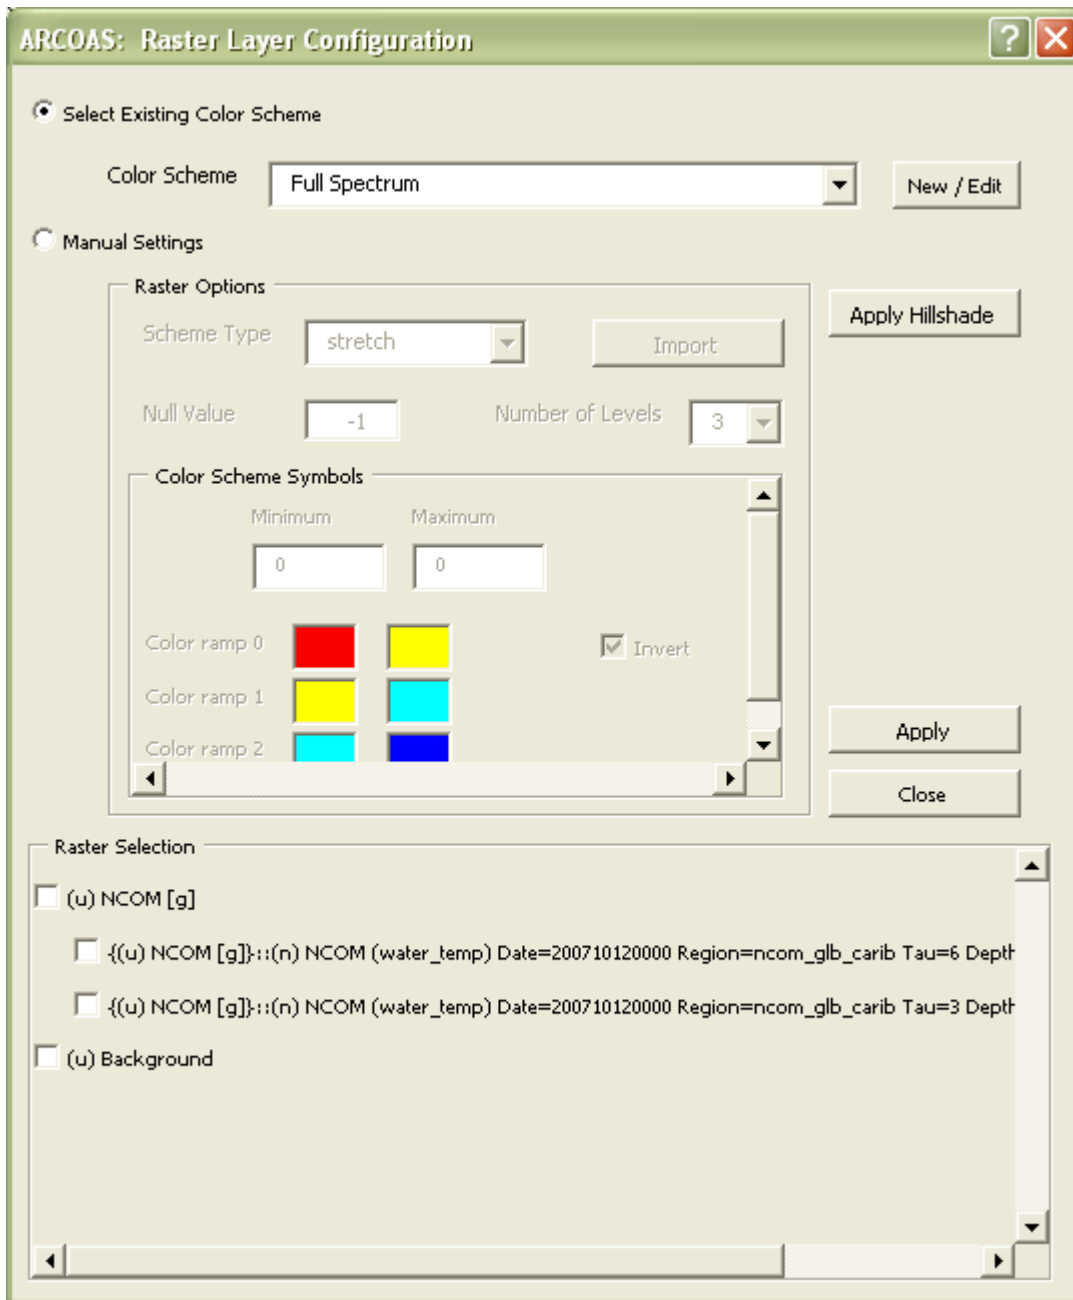 ARCOAS: Raster Layer Configuration
Select Existing Color Scheme
Color Scheme Full Spectrum New / Edit
Manual Settings
Raster Options
Apply Hillshade
Scheme Type stretch Import
Null Value -1 Number of Levels 3
Color Scheme Symbols
Minimum Maximum
0 0
Color ramp 0 Invert
Color ramp 1
Color ramp 2
Apply
Close
Raster Selection
(u) NCOM [g]
{(u) NCOM [g]}::(n) NCOM (water_temp) Date=200710120000 Region=ncom_glb_carib Tau=6 Depth
{(u) NCOM [g]}::(n) NCOM (water_temp) Date=200710120000 Region=ncom_glb_carib Tau=3 Depth
(u) Background